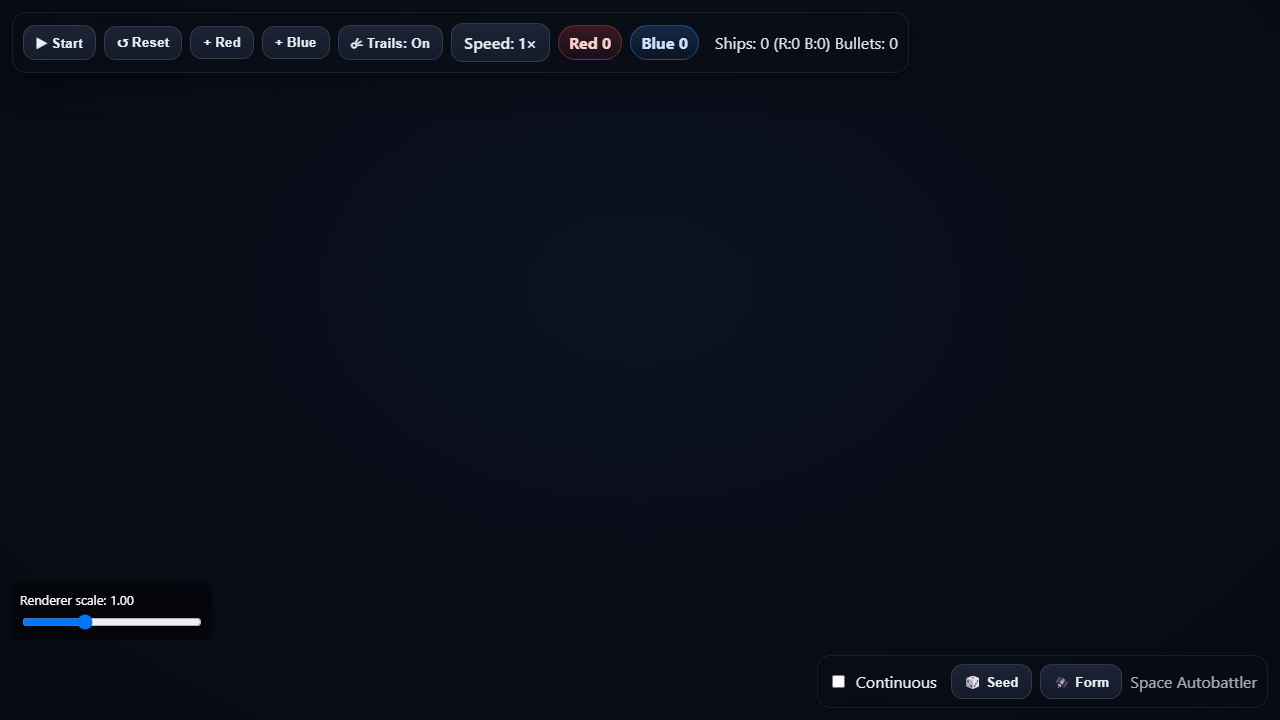 ▶ Start
↺ Reset
+ Red
+ Blue
☄ Trails: On
Speed: 1×
Red 0
Blue 0
Ships: 0 (R:0 B:0) Bullets: 0
Renderer scale: 1.00
Continuous
🎲 Seed
🛰 Form
Space Autobattler